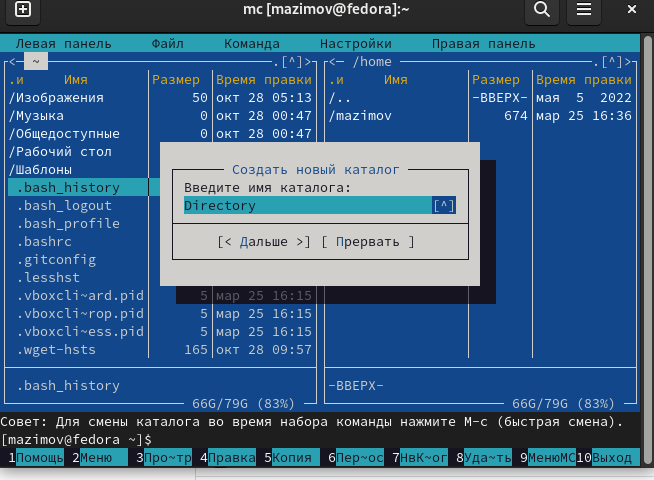 mc [mazimov@fedora]:~
Левая панель Файл Команда Настройки Правая панель
<─ ~ .[^]> <─ /home .[^]>
.и Имя Размер Время правки .и Имя Размер Время правки
/Изображения 50 окт 28 05:13 /.. -ВВЕРХ- мая 5 2022
/Музыка 0 окт 28 00:47 /mazimov 674 мар 25 16:36
/Общедоступные 0 окт 28 00:47
/Рабочий стол
/Шаблоны
Создать новый каталог
.bash_history
Введите имя каталога:
.bash_logout
Directory [^]
.bash_profile
.bashrc
[< Дальше >] [ Прервать ]
.gitconfig
.lesshst
.vboxcli~ard.pid 5 мар 25 16:15
.vboxcli~rop.pid 5 мар 25 16:15
.vboxcli~ess.pid 5 мар 25 16:15
.wget-hsts 165 окт 28 09:57
.bash_history -ВВЕРХ-
66G/79G (83%) 66G/79G (83%)
Совет: Для смены каталога во время набора команды нажмите M-c (быстрая смена).
[mazimov@fedora ~]$
1Помощь 2Меню 3Про~тр 4Правка 5Копия 6Пер~ос 7НвК~ог 8Уда~ть 9МенюMC 10Выход